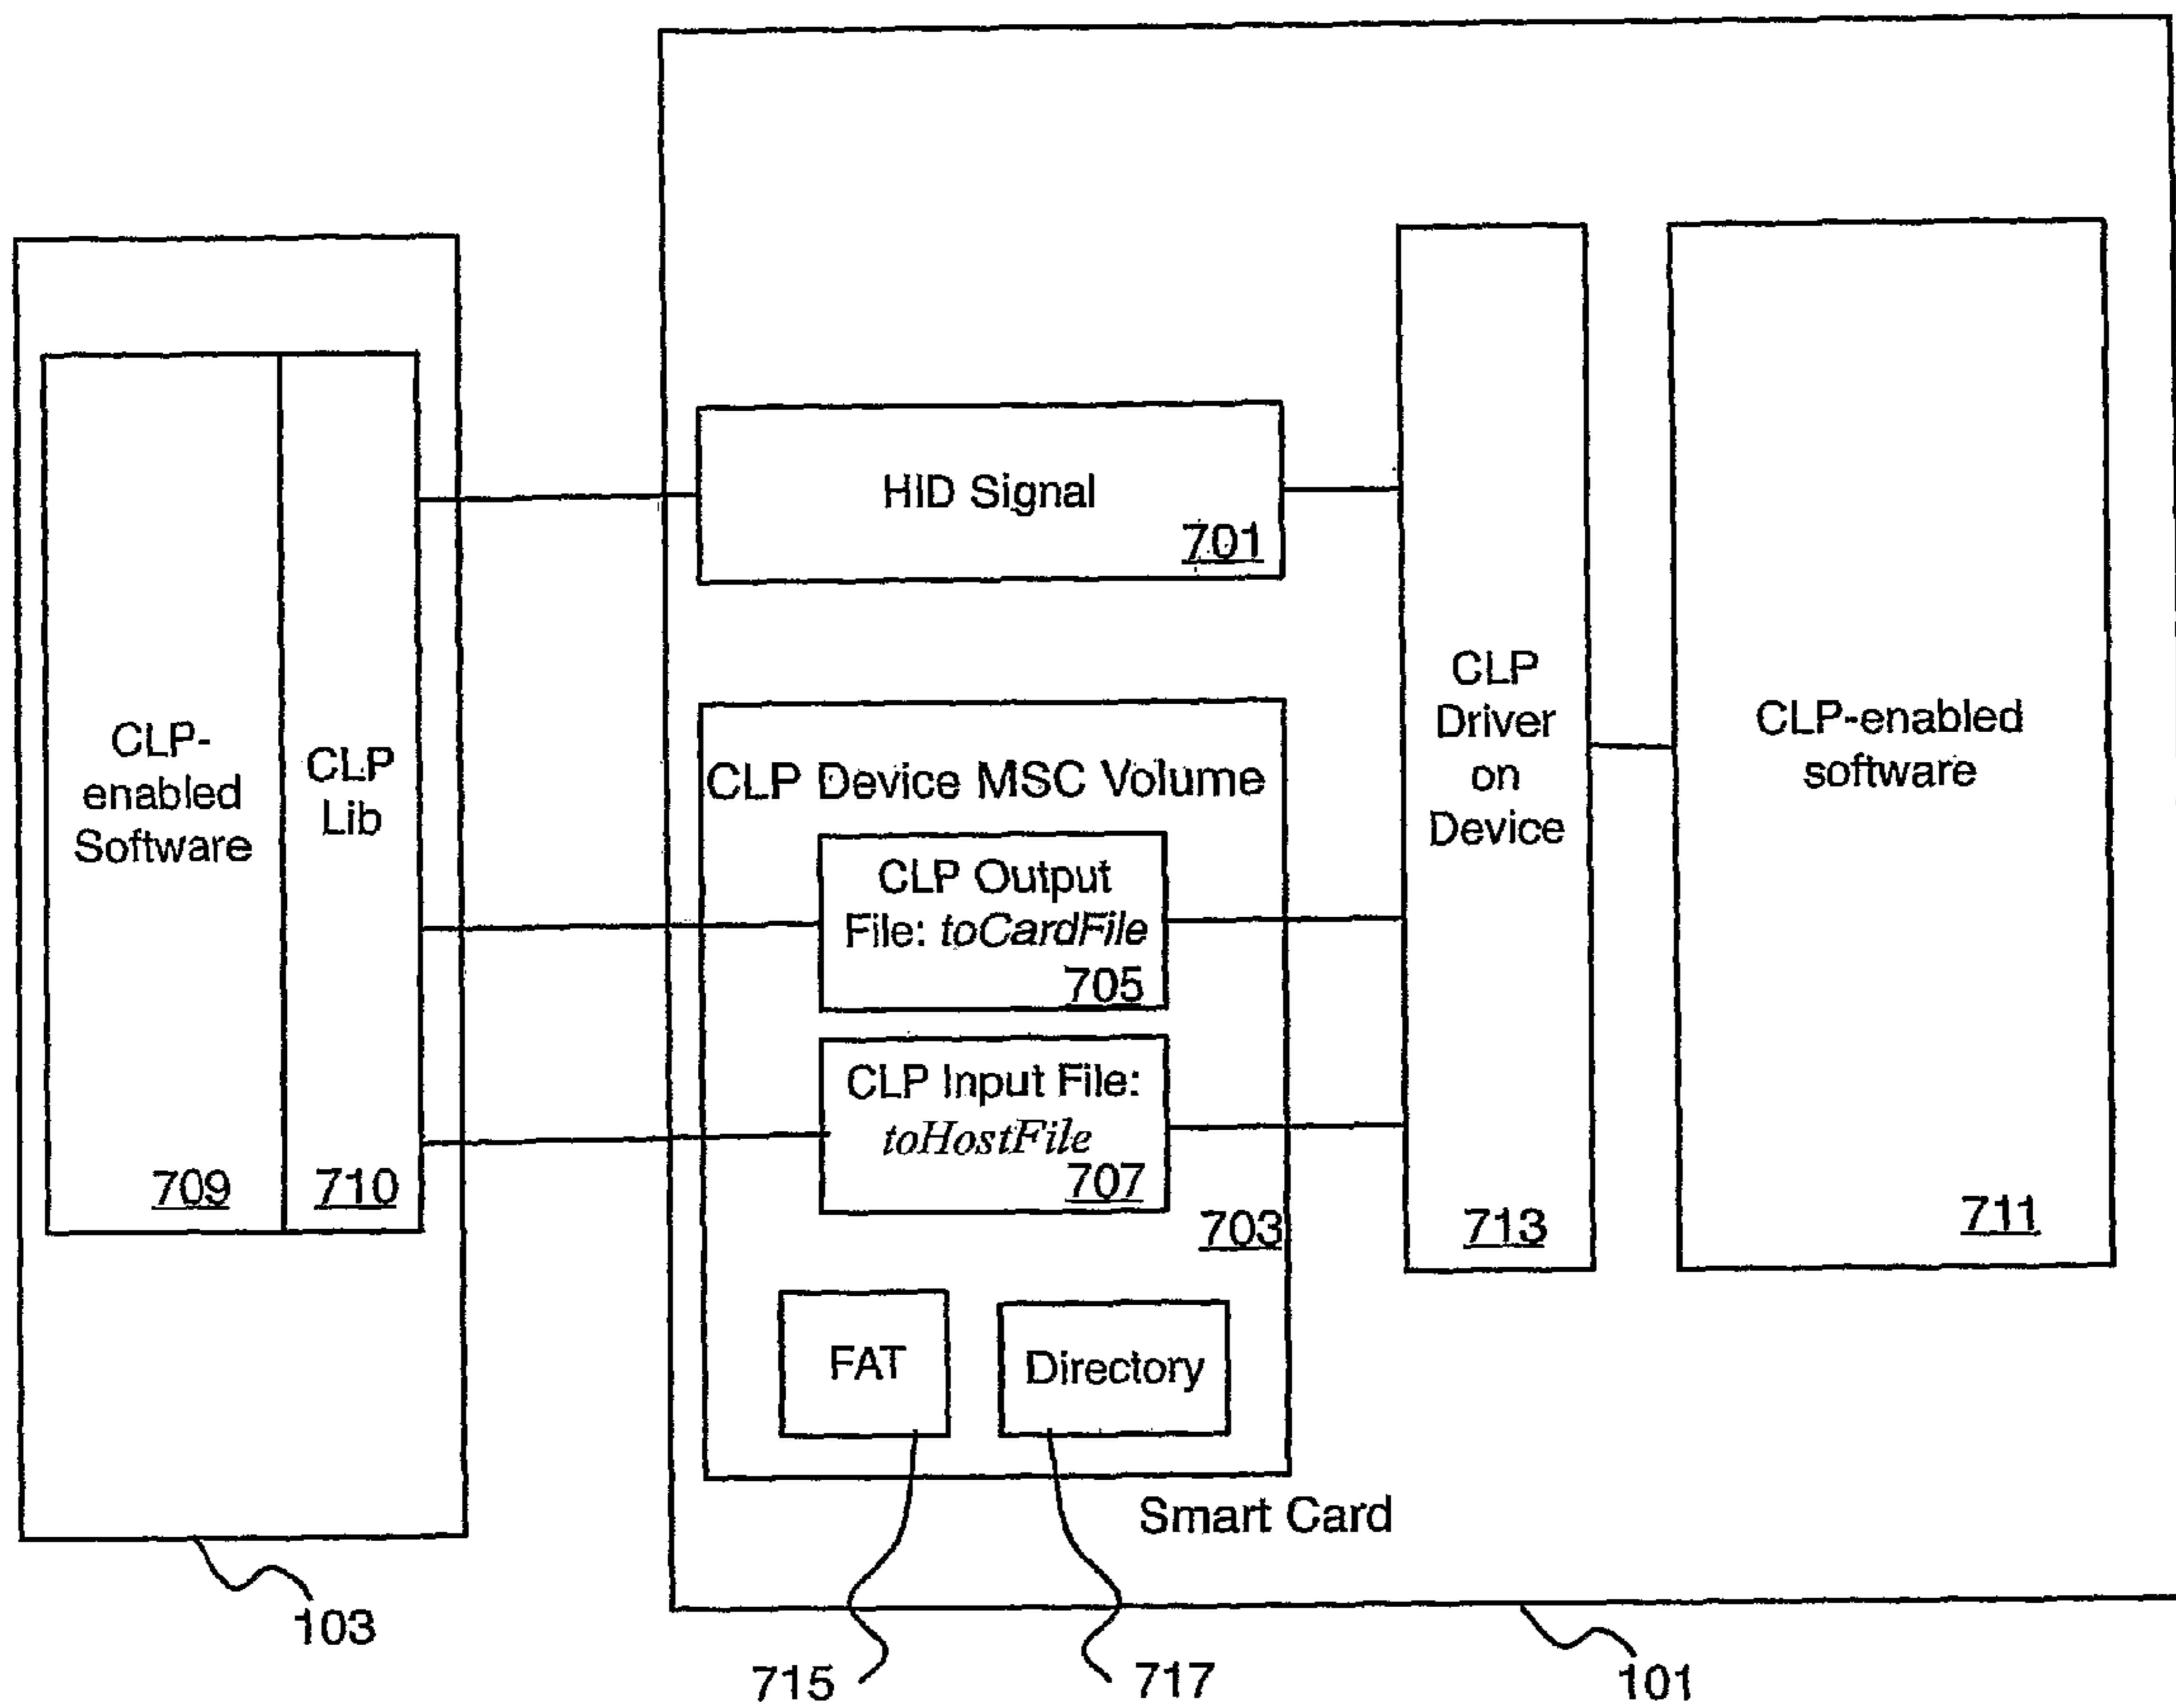 HID Signal
701
CLP-
enabled
Software
709
CLP
Lib
710
CLP Device MSC Volume
CLP Output
File: toCardFile
705
CLP Input File:
toHostFile
707
703
FAT
Directory
CLP
Driver
on
Device
713
CLP-enabled
software
711
Smart Card
103
715
717
101